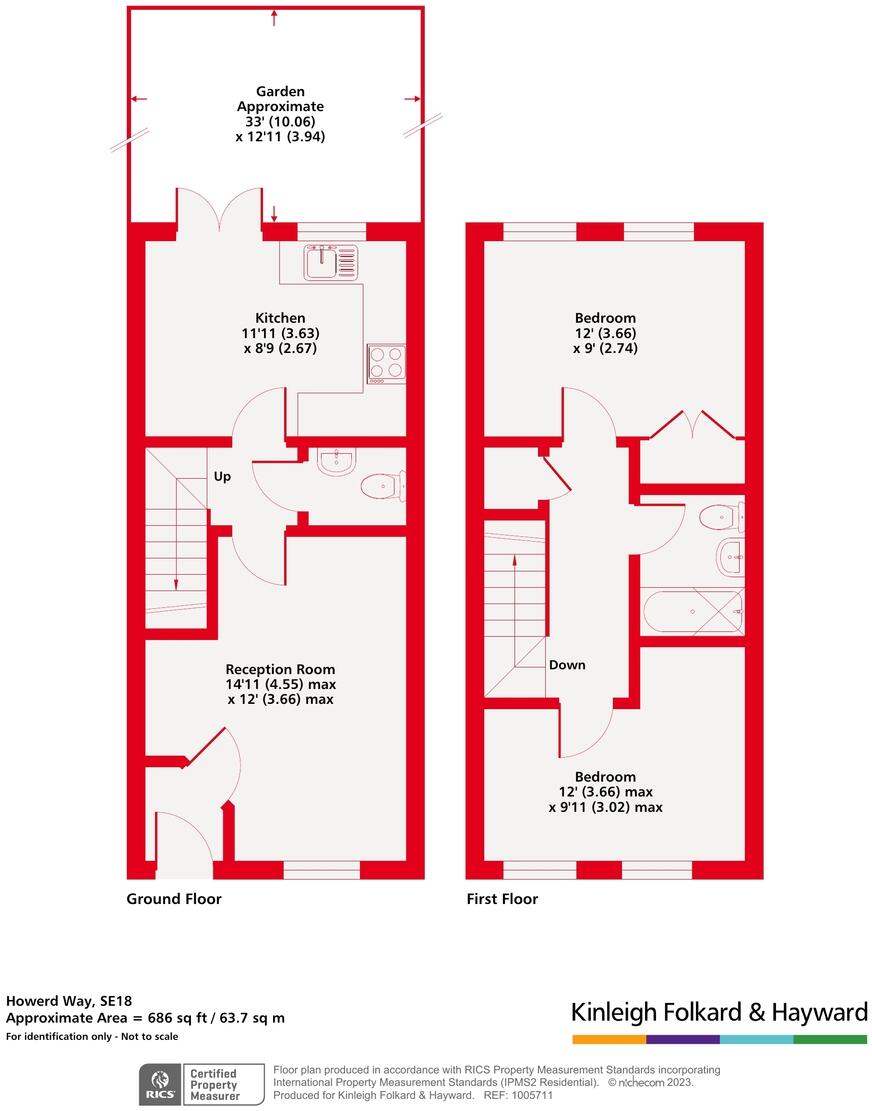 Garden
Approximate
33' (10.06)
x 12'11 (3.94)
Kitchen
11'11 (3.63)
x 8'9 (2.67)
Up
Reception Room
14'11 (4.55) max
x 12' (3.66) max
Ground Floor
Bedroom
12' (3.66)
x 9' (2.74)
Down
Bedroom
12' (3.66) max
x 9'11 (3.02) max
First Floor
Howerd Way, SE18
Approximate Area = 686 sq ft / 63.7 sq m
For identification only - Not to scale
Kinleigh Folkard & Hayward
RICS
Certified
Property
Measurer
Floor plan produced in accordance with RICS Property Measurement Standards incorporating
International Property Measurement Standards (IPMS2 Residential). © nichecom 2023.
Produced for Kinleigh Folkard & Hayward. REF: 1005711